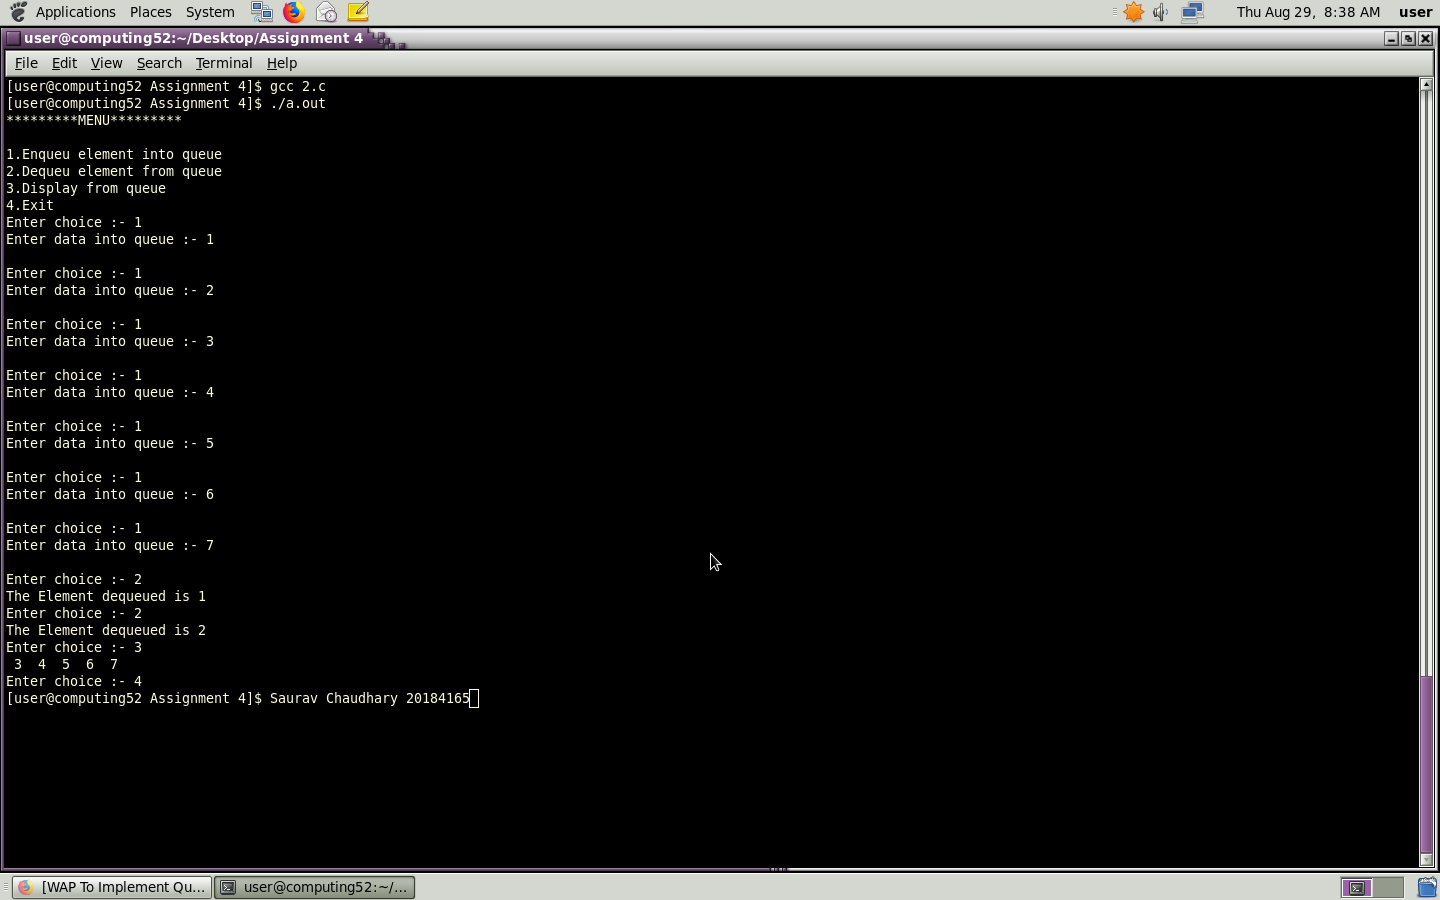 Applications Places System Thu Aug 29, 8:38 AM user
user@computing52:~/Desktop/Assignment 4
File Edit View Search Terminal Help
[user@computing52 Assignment 4]$ gcc 2.c
[user@computing52 Assignment 4]$ ./a.out
*********MENU*********
1.Enqueu element into queue
2.Dequeu element from queue
3.Display from queue
4.Exit
Enter choice :- 1
Enter data into queue :- 1
Enter choice :- 1
Enter data into queue :- 2
Enter choice :- 1
Enter data into queue :- 3
Enter choice :- 1
Enter data into queue :- 4
Enter choice :- 1
Enter data into queue :- 5
Enter choice :- 1
Enter data into queue :- 6
Enter choice :- 1
Enter data into queue :- 7
Enter choice :- 2
The Element dequeued is 1
Enter choice :- 2
The Element dequeued is 2
Enter choice :- 3
3 4 5 6 7
Enter choice :- 4
[user@computing52 Assignment 4]$ Saurav Chaudhary 20184165
[WAP To Implement Qu... user@computing52:~/...